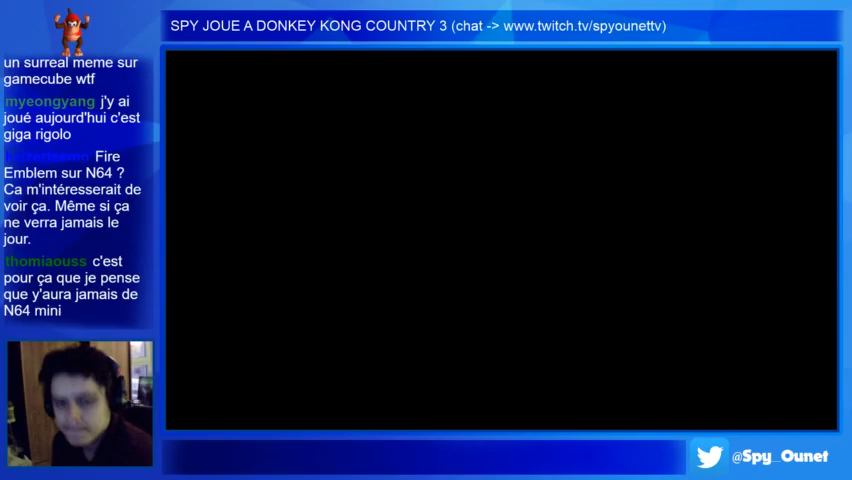 SPY JOUE A DONKEY KONG COUNTRY 3 (chat -> www.twitch.tv/spyounettv)
un surreal meme sur
gamecube wtf
myeongyang j'y ai
joué aujourd'hui c'est
giga rigolo
Fire
Emblem sur N64 ?
Ca m'intéresserait de
voir ça. Même si ça
ne verra jamais le
jour.
thomiaouss c'est
pour ça que je pense
que y'aura jamais de
N64 mini
@Spy_Ounet